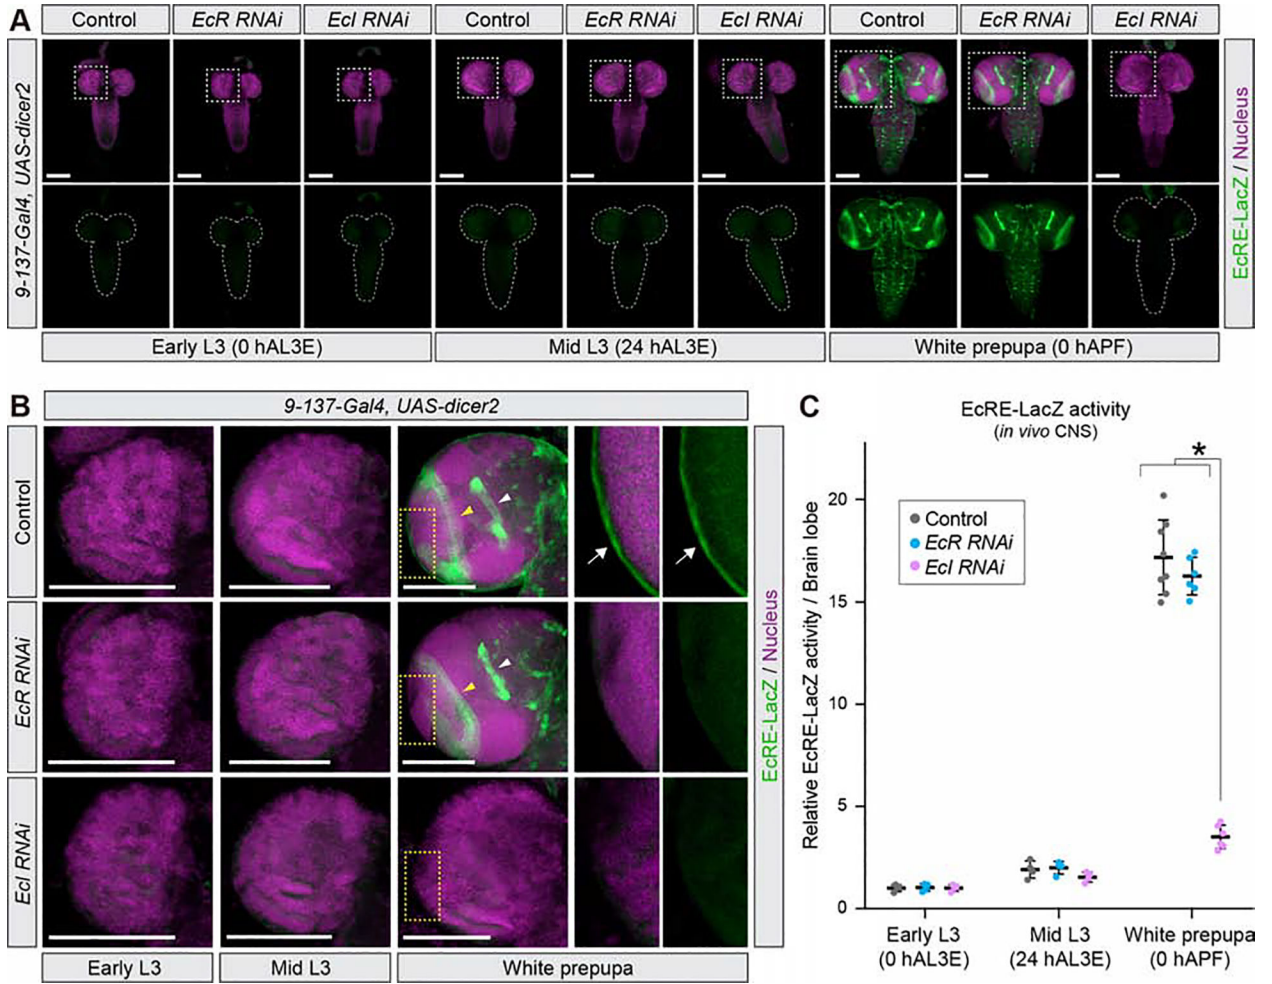 A
Control
EcR RNAi
EcI RNAi
Control
EcR RNAi
EcI RNAi
Control
EcR RNAi
EcI RNAi
9-137-Gal4, UAS-dicer2
EcRE-LacZ / Nucleus
Early L3 (0 hAL3E)
Mid L3 (24 hAL3E)
White prepupa (0 hAPF)
B
9-137-Gal4, UAS-dicer2
Control
EcR RNAi
EcI RNAi
EcRE-LacZ / Nucleus
Early L3
Mid L3
White prepupa
C
EcRE-LacZ activity
(in vivo CNS)
*
Relative EcRE-LacZ activity / Brain lobe
20
15
10
5
0
Control
EcR RNAi
EcI RNAi
Early L3
(0 hAL3E)
Mid L3
(24 hAL3E)
White prepupa
(0 hAPF)